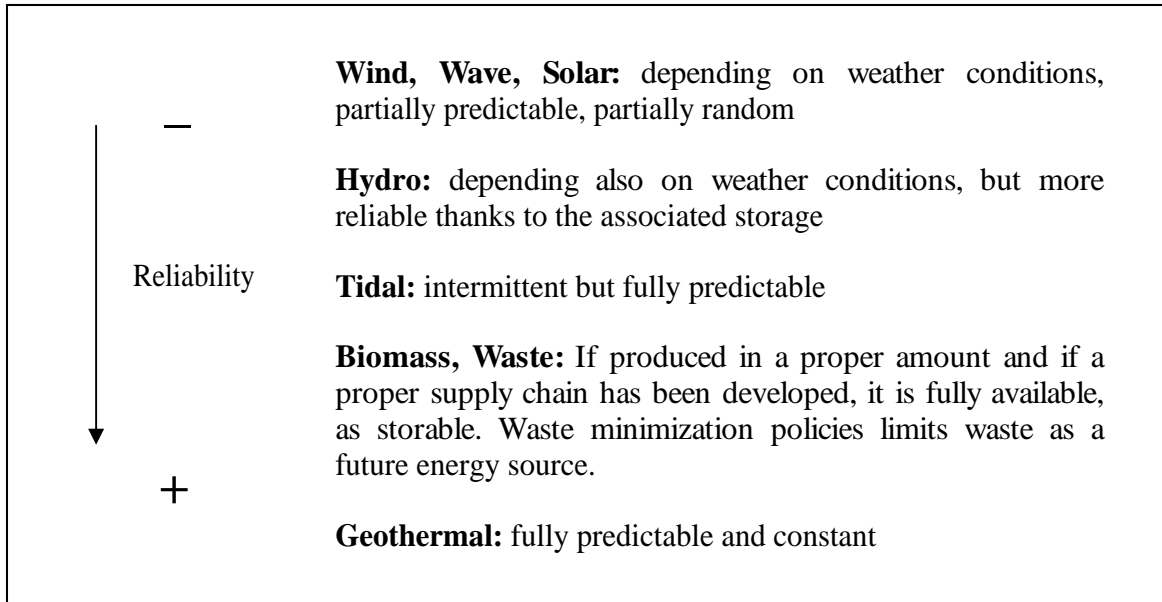 Wind, Wave, Solar: depending on weather conditions,
partially predictable, partially random
−
Hydro: depending also on weather conditions, but more
reliable thanks to the associated storage
Reliability
Tidal: intermittent but fully predictable
Biomass, Waste: If produced in a proper amount and if a
proper supply chain has been developed, it is fully available,
as storable. Waste minimization policies limits waste as a
future energy source.
+
Geothermal: fully predictable and constant